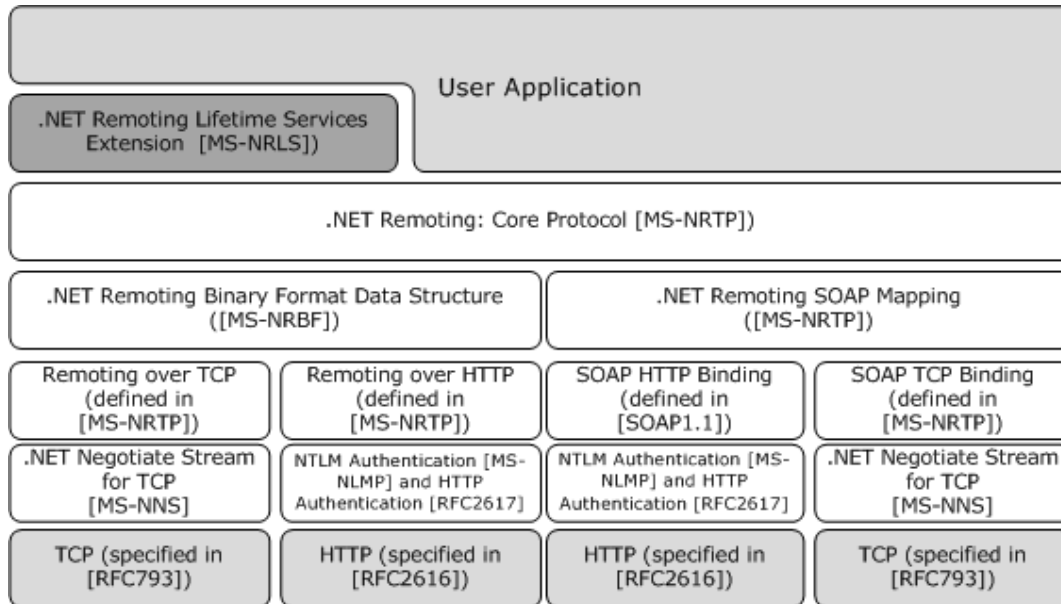 User Application
.NET Remoting Lifetime Services
Extension  [MS-NRLS])
.NET Remoting: Core Protocol [MS-NRTP])
.NET Remoting Binary Format Data Structure
([MS-NRBF])
.NET Remoting SOAP Mapping
([MS-NRTP])
Remoting over TCP
(defined in
[MS-NRTP])
Remoting over HTTP
(defined in
[MS-NRTP])
SOAP HTTP Binding
(defined in
[SOAP1.1])
SOAP TCP Binding
(defined in
[MS-NRTP])
.NET Negotiate Stream
for TCP
[MS-NNS]
NTLM Authentication [MS-
NLMP] and HTTP
Authentication [RFC2617]
NTLM Authentication [MS-
NLMP] and HTTP
Authentication [RFC2617]
.NET Negotiate Stream
for TCP
[MS-NNS]
TCP (specified in
[RFC793])
HTTP (specified in
[RFC2616])
HTTP (specified in
[RFC2616])
TCP (specified in
[RFC793])